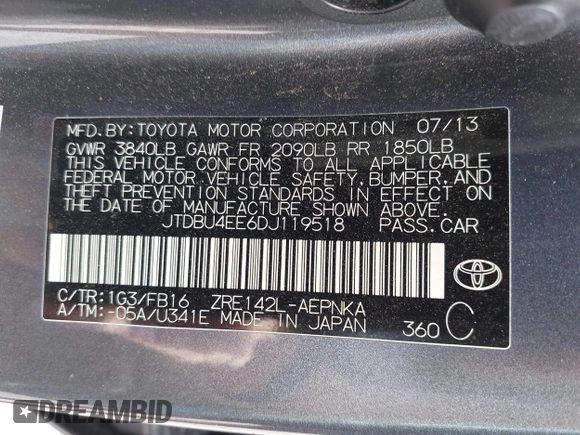 MFD. BY: TOYOTA MOTOR CORPORATION 07/13
GVWR 3840LB GAWR FR 2090LB RR 1850LB
THIS VEHICLE CONFORMS TO ALL APPLICABLE
FEDERAL MOTOR VEHICLE SAFETY, BUMPER, AND
THEFT PREVENTION STANDARDS IN EFFECT ON
THE DATE OF MANUFACTURE SHOWN ABOVE.
JTDBU4EE6DJ119518 PASS. CAR
C/TR: 1G3/FB16 ZRE142L-AEPNKA
A/TM: -05A/U341E MADE IN JAPAN 360 C
DREAMBID